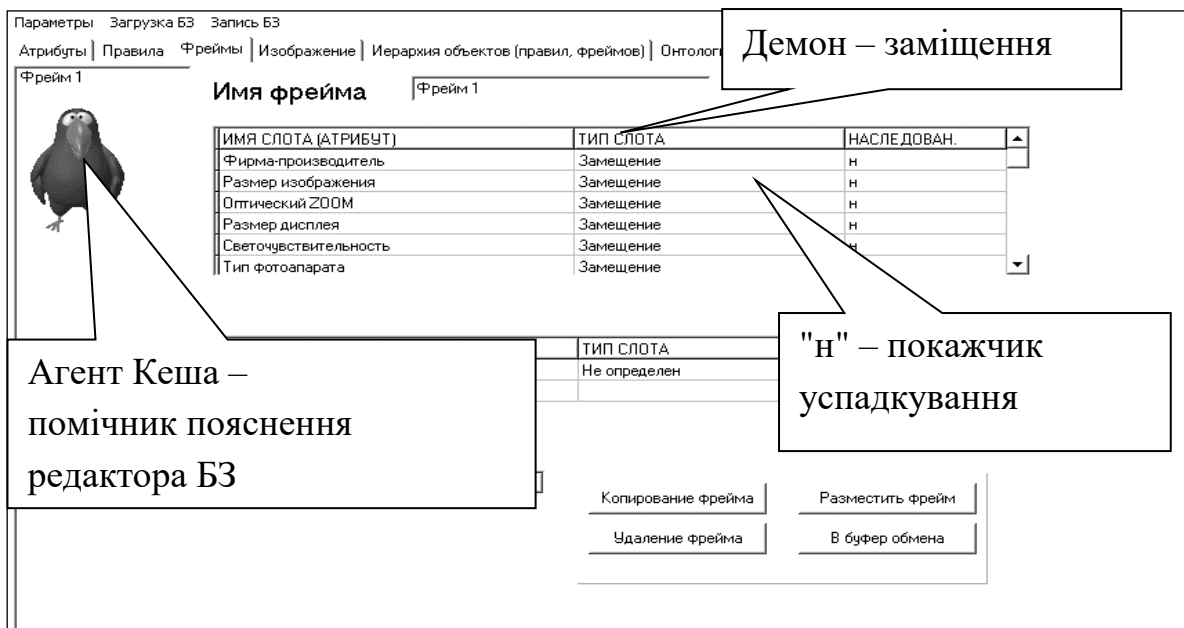 Параметры Загрузка БЗ Запись БЗ
Атрибуты Правила Фреймы Изображение Иерархия объектов (правил, фреймов)
Демон – заміщення
Фрейм 1
Имя фрейма Фрейм 1
ИМЯ СЛОТА (АТРИБУТ) ТИП СЛОТА НАСЛЕДОВАН.
Фирма-производитель Замещение н
Размер изображения Замещение н
Оптический ZOOM Замещение н
Размер дисплея Замещение н
Светочувствительность Замещение н
Тип фотоапарата Замещение
ТИП СЛОТА
Не определен
Агент Кеша –
помічник пояснення
редактора БЗ
"н" – покажчик
успадкування
Копирование фрейма Разместить фрейм
Удаление фрейма В буфер обмена